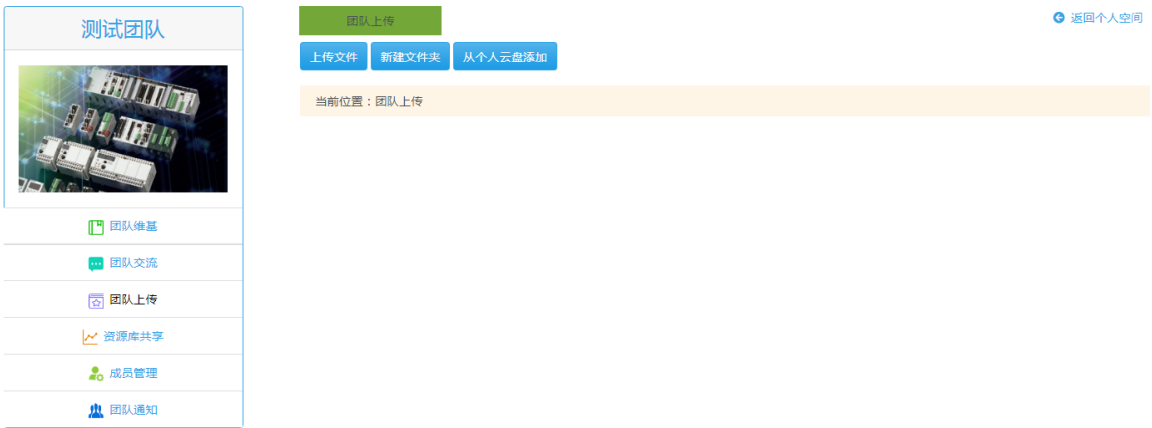 测试团队
团队维基
团队交流
团队上传
资源库共享
成员管理
团队通知
团队上传
返回个人空间
上传文件 新建文件夹 从个人云盘添加
当前位置：团队上传